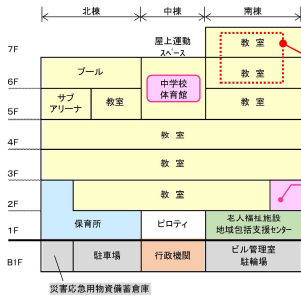 北棟 中棟 南棟
7F
屋上運動
スペース
教室
6F
プール
中学校
体育館
教室
5F
サブ
アリーナ
教室
教室
4F
教室
3F
教室
2F
教室
1F
保育所
ピロティ
老人福祉施設
地域包括支援センター
B1F
駐車場
行政機関
ビル管理室
駐輪場
災害応急用物資備蓄倉庫